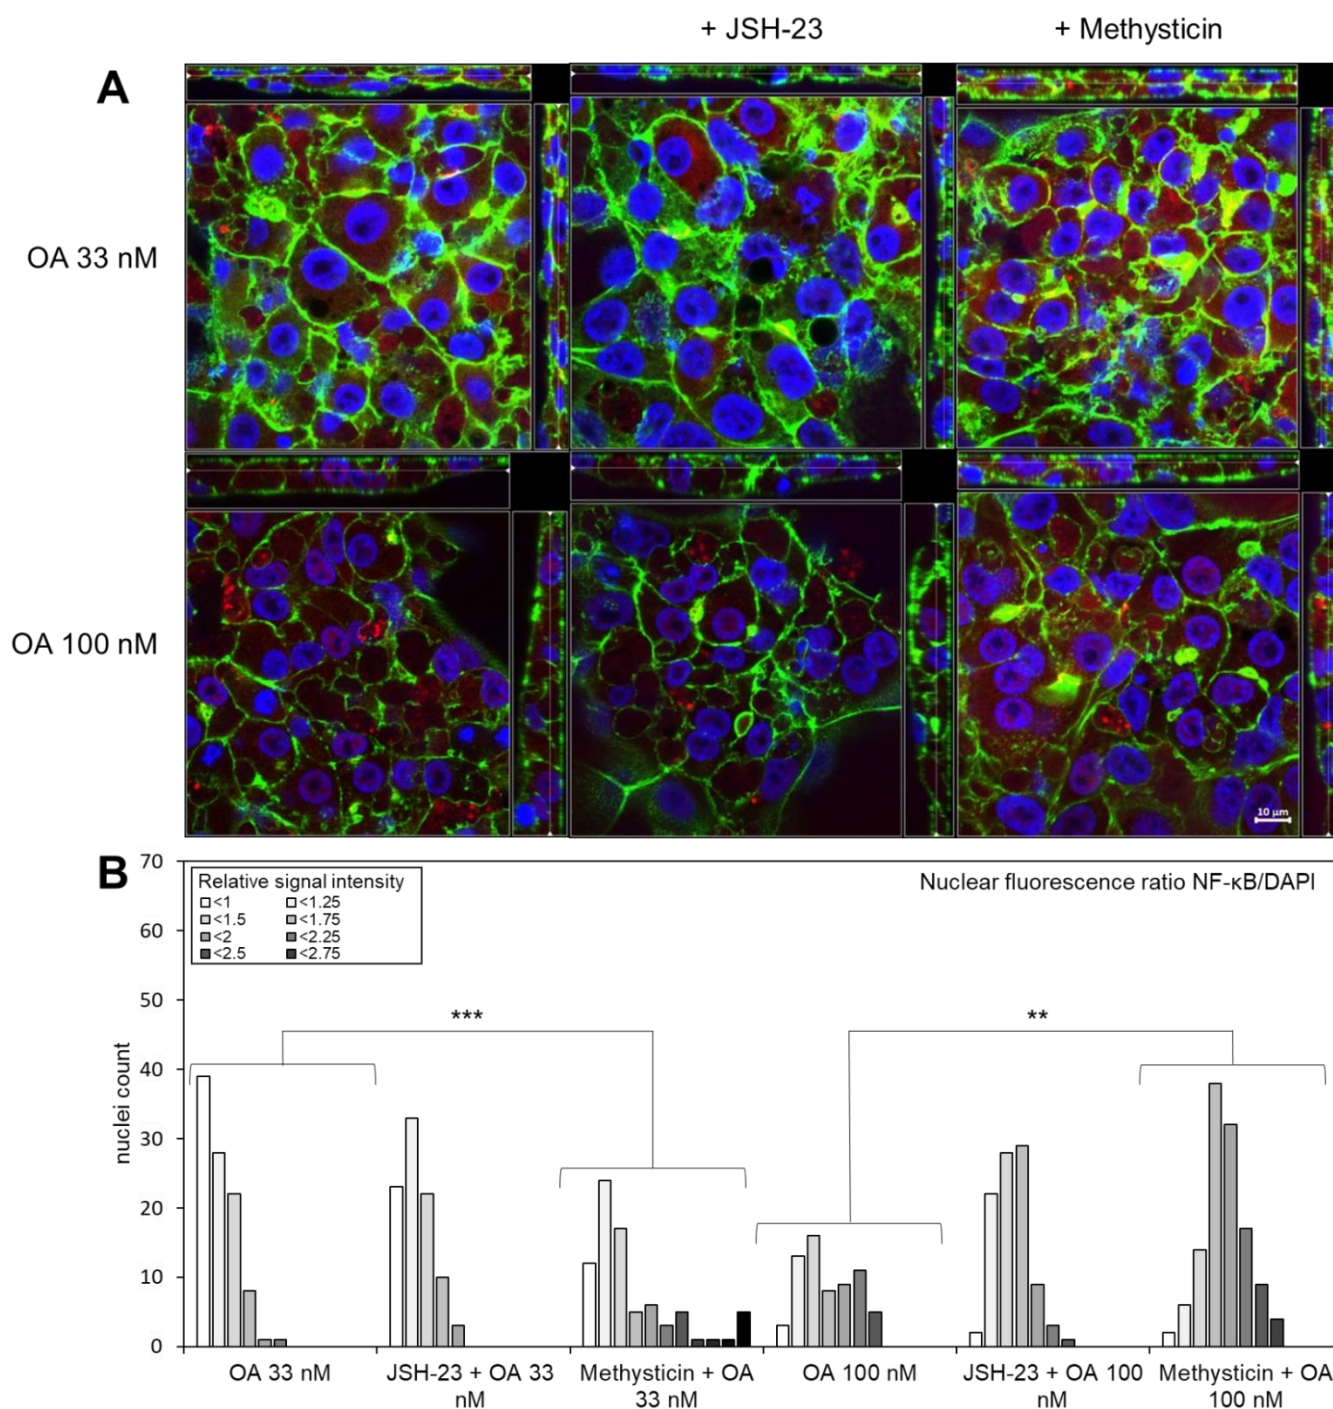 + JSH-23
+ Methysticin
A
OA 33 nM
OA 100 nM
10 µm
B
Nuclear fluorescence ratio NF-κB/DAPI
Relative signal intensity
<1 <1.25
<1.5 <1.75
<2 <2.25
<2.5 <2.75
70
60
50
40
30
20
10
0
nuclei count
***
**
OA 33 nM
JSH-23 + OA 33
nM
Methysticin + OA
33 nM
OA 100 nM
JSH-23 + OA 100
nM
Methysticin + OA
100 nM